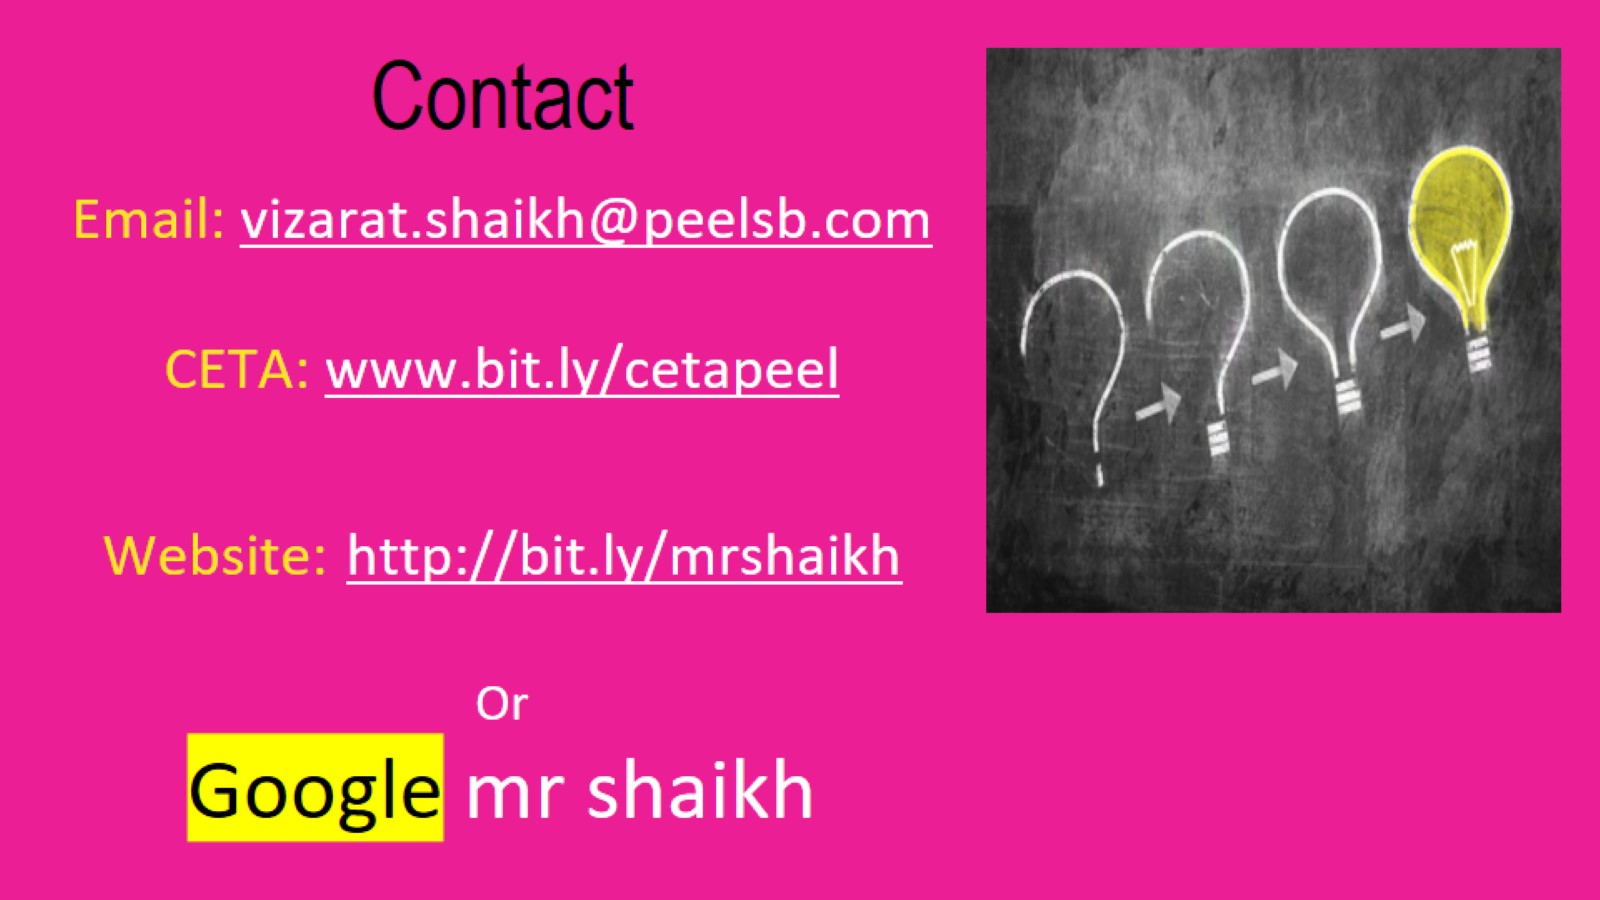 Contact
Email: vizarat.shaikh@peelsb.com
CETA: www.bit.ly/cetapeel
Website: http://bit.ly/mrshaikh
Or
Google mr shaikh